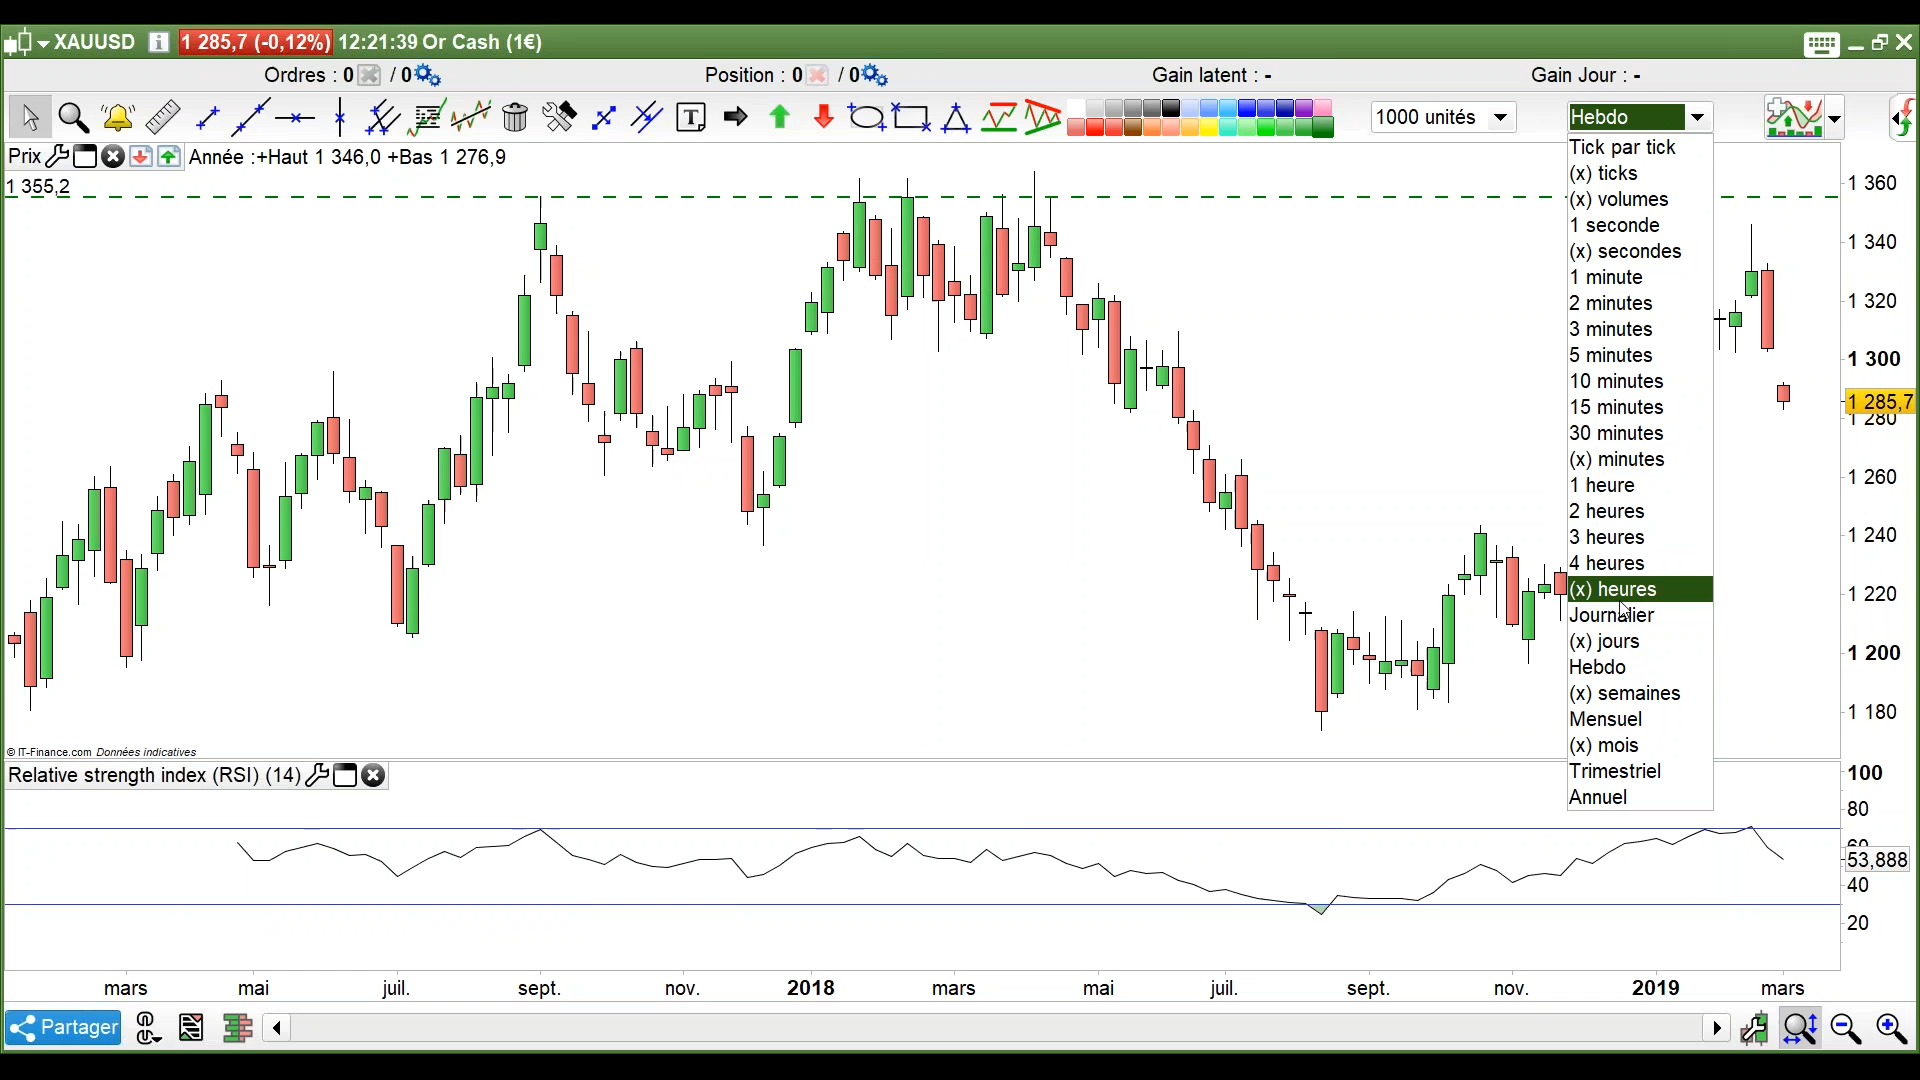 XAUUSD 1 285,7 (-0,12%) 12:21:39 Or Cash (1€)
Ordres : 0 / 0 Position : 0 / 0 Gain latent : - Gain Jour : -
1000 unités Hebdo
Prix Année :+Haut 1 346,0 +Bas 1 276,9
1 355,2
Tick par tick
(x) ticks
(x) volumes
1 seconde
(x) secondes
1 minute
2 minutes
3 minutes
5 minutes
10 minutes
15 minutes
30 minutes
(x) minutes
1 heure
2 heures
3 heures
4 heures
(x) heures
Journalier
(x) jours
Hebdo
(x) semaines
Mensuel
(x) mois
Trimestriel
Annuel
1 360
1 340
1 320
1 300
1 285,7
1 280
1 260
1 240
1 220
1 200
1 180
© IT-Finance.com Données indicatives
Relative strength index (RSI) (14)
100
80
60
53,888
40
20
mars mai juil. sept. nov. 2018 mars mai juil. sept. nov. 2019 mars
Partager